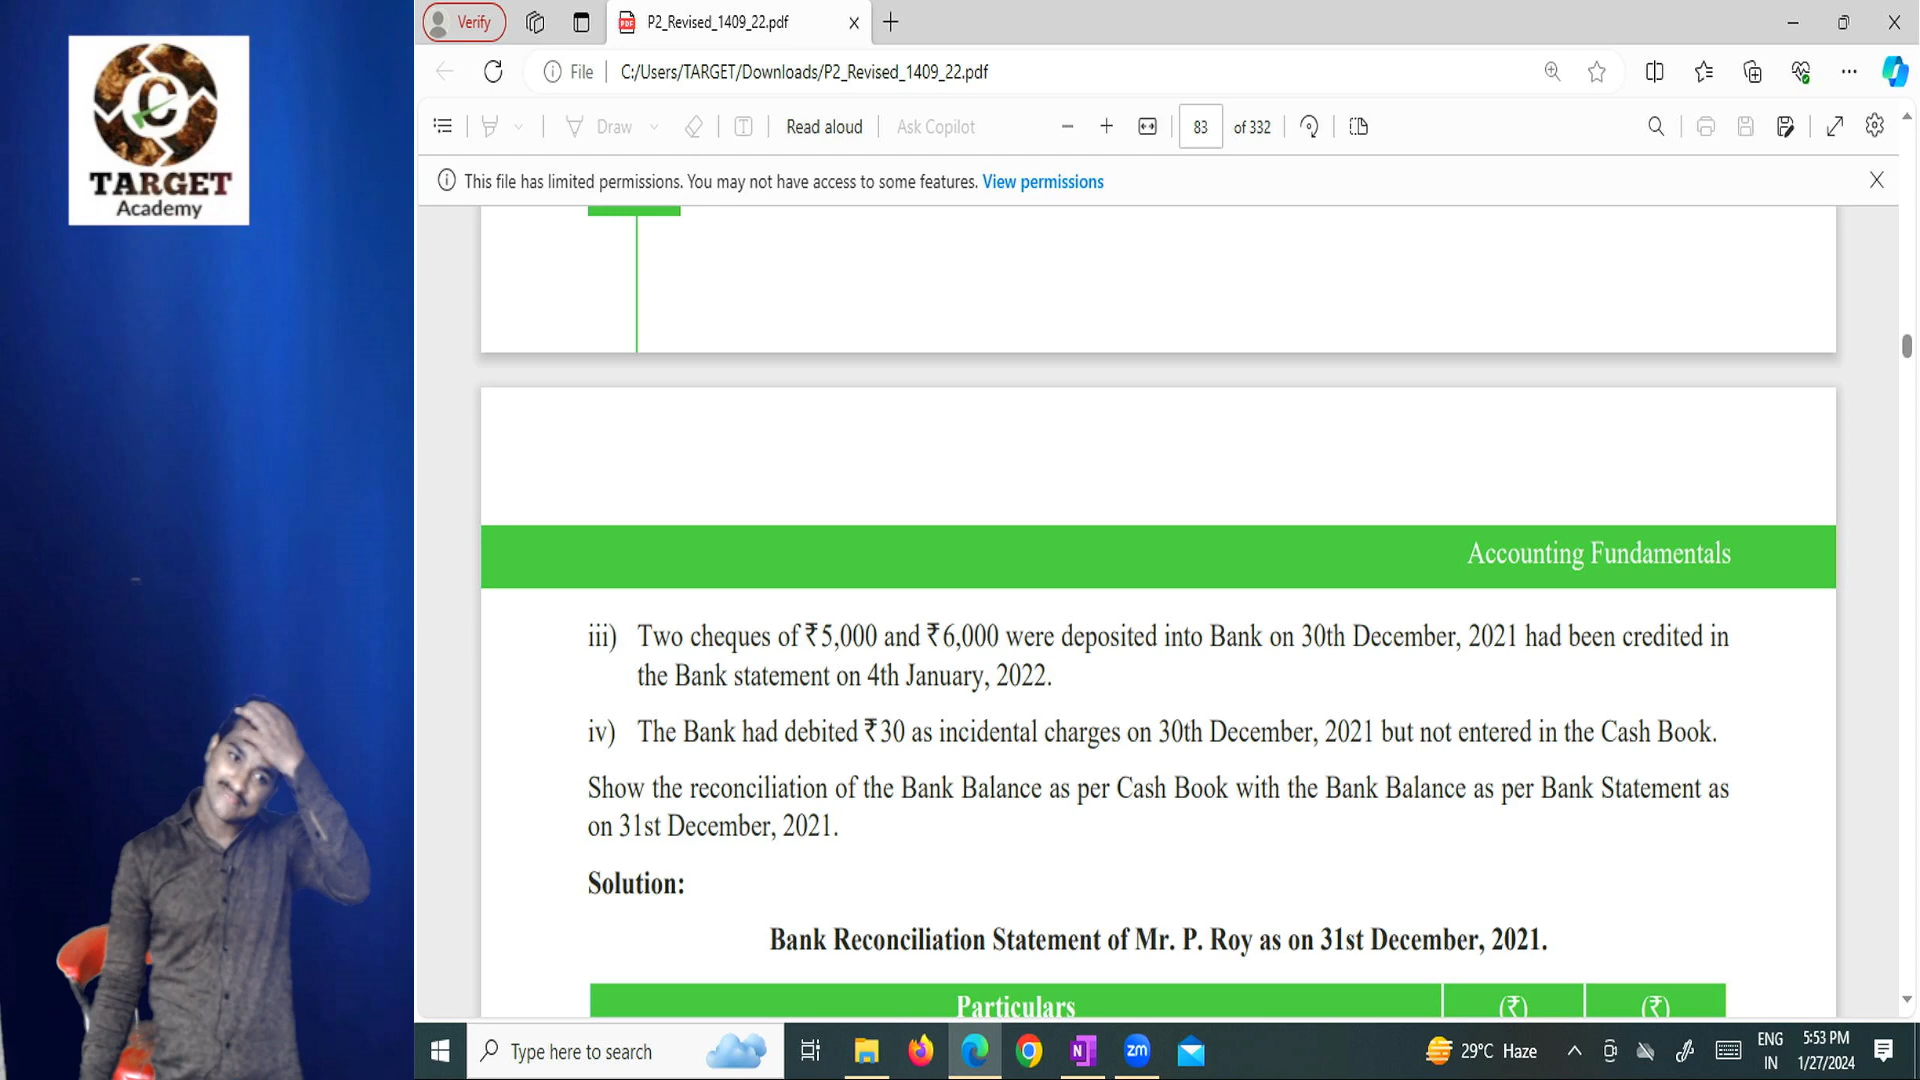 TARGET
Academy
Verify
P2_Revised_1409_22.pdf
File
C:/Users/TARGET/Downloads/P2_Revised_1409_22.pdf
Draw
Read aloud
Ask Copilot
83
of 332
This file has limited permissions. You may not have access to some features. View permissions
Accounting Fundamentals
iii) Two cheques of ₹5,000 and ₹6,000 were deposited into Bank on 30th December, 2021 had been credited in
the Bank statement on 4th January, 2022.
iv) The Bank had debited ₹30 as incidental charges on 30th December, 2021 but not entered in the Cash Book.
Show the reconciliation of the Bank Balance as per Cash Book with the Bank Balance as per Bank Statement as
on 31st December, 2021.
Solution:
Bank Reconciliation Statement of Mr. P. Roy as on 31st December, 2021.
Particulars (₹) (₹)
Type here to search
N
zm
29°C Haze
ENG
IN
5:53 PM
1/27/2024